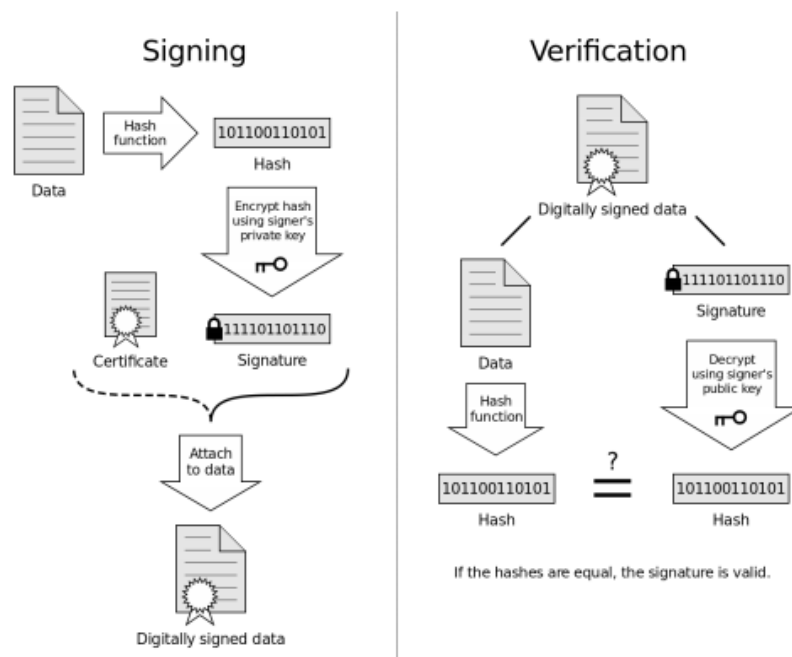 Signing
Hash
function
101100110101
Hash
Data
Encrypt hash
using signer's
private key
111101101110
Certificate
Signature
Attach
to data
Digitally signed data
Verification
Digitally signed data
111101101110
Signature
Data
Decrypt
using signer's
public key
Hash
function
?
101100110101
=
101100110101
Hash
Hash
If the hashes are equal, the signature is valid.